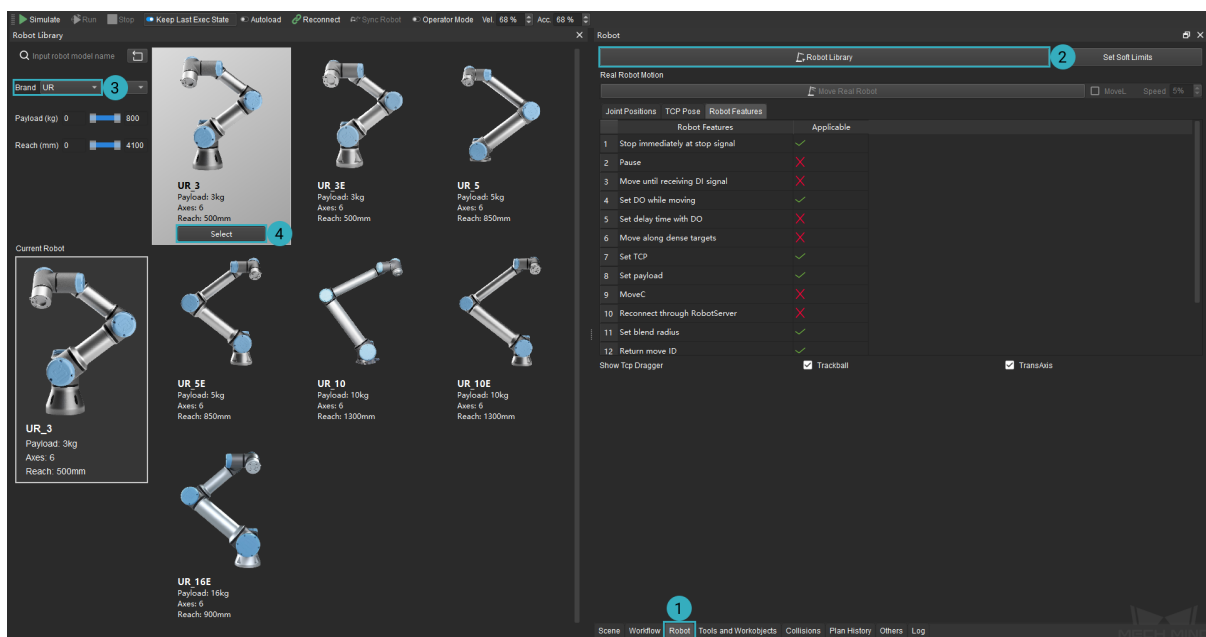 Simulate Run Stop Keep Last Exec State Autoload Reconnect Sync Robot Operator Mode Vel. 68 % Acc. 68 %
Robot Library
Input robot model name
Brand UR 3
Payload (kg) 0 800
Reach (mm) 0 4100
UR_3
Payload: 3kg
Axes: 6
Reach: 500mm
Select 4
UR_3E
Payload: 3kg
Axes: 6
Reach: 500mm
UR_5
Payload: 5kg
Axes: 6
Reach: 850mm
Current Robot
UR_3
Payload: 3kg
Axes: 6
Reach: 500mm
UR_5E
Payload: 5kg
Axes: 6
Reach: 850mm
UR_10
Payload: 10kg
Axes: 6
Reach: 1300mm
UR_10E
Payload: 10kg
Axes: 6
Reach: 1300mm
UR_16E
Payload: 16kg
Axes: 6
Reach: 900mm
Robot
Robot Library 2 Set Soft Limits
Real Robot Motion
Move Real Robot MoveL Speed 5%
Joint Positions TCP Pose Robot Features
Robot Features Applicable
1 Stop immediately at stop signal
2 Pause
3 Move until receiving DI signal
4 Set DO while moving
5 Set delay time with DO
6 Move along dense targets
7 Set TCP
8 Set payload
9 MoveC
10 Reconnect through RobotServer
11 Set blend radius
12 Return move ID
Show Tcp Dragger Trackball TransAxis
1
Scene Workflow Robot Tools and Workobjects Collisions Plan History Others Log
MECH MIND